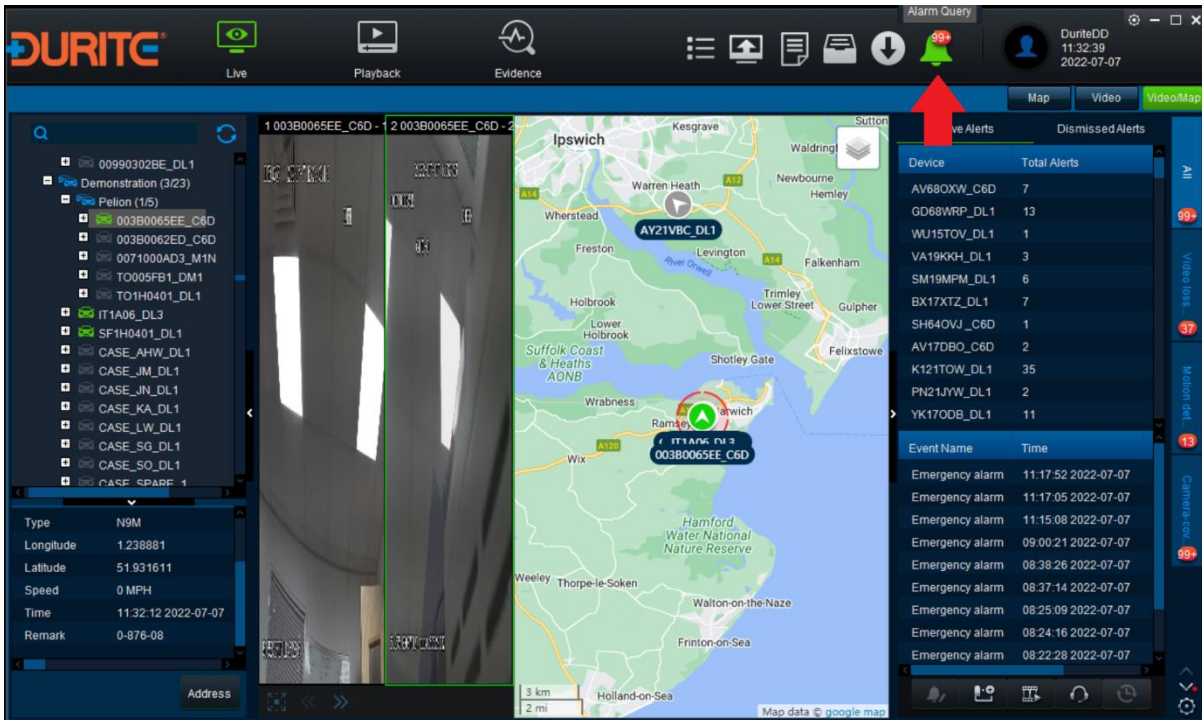 Alarm Query
DURITE
Live
Playback
Evidence
99+
DuriteDD
11:32:39
2022-07-07
Map
Video
Video/Map
00990302BE_DL1
Demonstration (3/23)
Pelion (1/5)
003B0065EE_C6D
003B0062ED_C6D
0071000AD3_M1N
TO005FB1_DM1
TO1H0401_DL1
IT1A06_DL3
SF1H0401_DL1
CASE_AHW_DL1
CASE_JM_DL1
CASE_JN_DL1
CASE_KA_DL1
CASE_LW_DL1
CASE_SG_DL1
CASE_SO_DL1
CASE_SPARE_1
Type N9M
Longitude 1.238881
Latitude 51.931611
Speed 0 MPH
Time 11:32:12 2022-07-07
Remark 0-876-08
Address
1 003B0065EE_C6D - 1
2 003B0065EE_C6D - 2
Ipswich
Kesgrave
Sutton
Warren Heath
A12
Newbourne
Hemley
A14
Wherstead
AY21VBC_DL1
Freston
Levington
River Orwell
A14
Falkenham
Holbrook
Trimley
Lower Street
Gulpher
Lower
Holbrook
Suffolk Coast
& Heaths
AONB
Shotley Gate
Felixstowe
Wrabness
IT1A06_DL3
003B0065EE_C6D
A120
Wix
Hamford
Water National
Nature Reserve
Weeley
Thorpe-le-Soken
Walton-on-the-Naze
Frinton-on-Sea
3 km
2 mi
Holland-on-Sea
Map data © google map
Alerts
Dismissed Alerts
Device Total Alerts
AV68OXW_C6D 7
GD68WRP_DL1 13
WU15TOV_DL1 1
VA19KKH_DL1 3
SM19MPM_DL1 6
BX17XTZ_DL1 7
SH64OVJ_C6D 1
AV17DBO_C6D 2
K121TOW_DL1 35
PN21JYW_DL1 2
YK17ODB_DL1 11
Event Name Time
Emergency alarm 11:17:52 2022-07-07
Emergency alarm 11:17:05 2022-07-07
Emergency alarm 11:15:08 2022-07-07
Emergency alarm 09:00:21 2022-07-07
Emergency alarm 08:38:26 2022-07-07
Emergency alarm 08:37:14 2022-07-07
Emergency alarm 08:25:09 2022-07-07
Emergency alarm 08:24:16 2022-07-07
Emergency alarm 08:22:28 2022-07-07
All
99+
Video loss...
37
Motion det...
13
Camera-cov...
99+